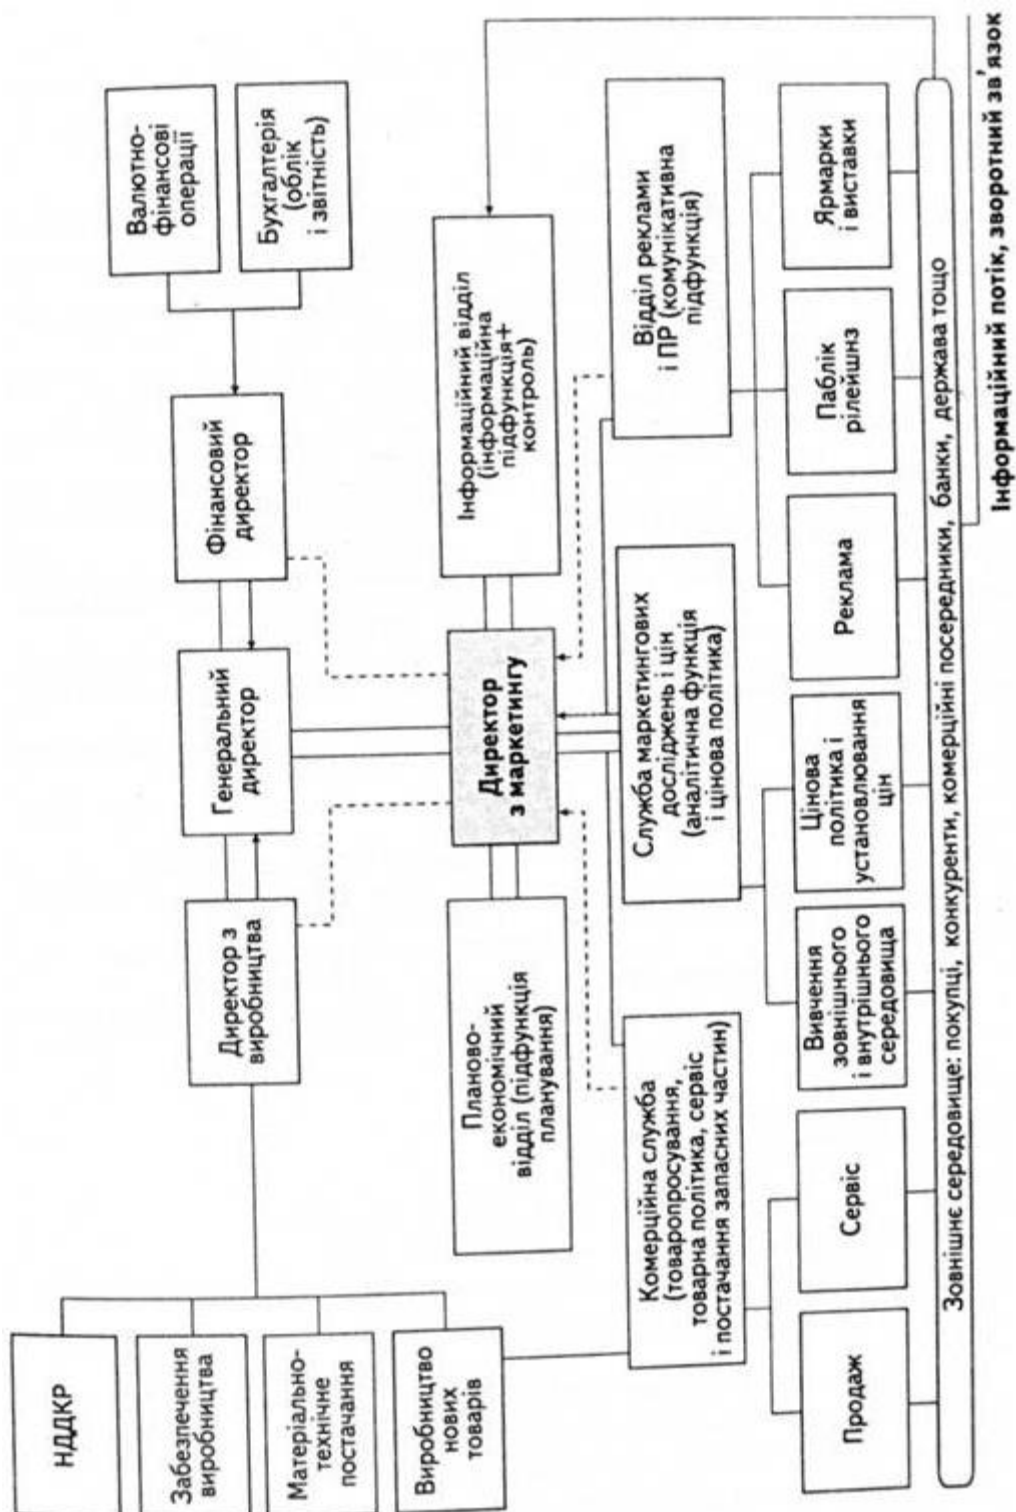 НДДКР
Забезпечення
виробництва
Матеріально-
технічне
постачання
Виробництво
нових
товарів
Директор з
виробництва
Генеральний
директор
Фінансовий
директор
Валютно-
фінансові
операції
Бухгалтерія
(облік
і звітність)
Планово-
економічний
відділ (підфункція
планування)
Директор
з маркетингу
Інформаційний відділ
(інформаційна
підфункція+
контроль)
Комерційна служба
(товаропросування,
товарна політика, сервіс
і постачання запасних частин)
Служба маркетингових
досліджень і цін
(аналітична функція
і цінова політика)
Відділ реклами
і ПР (комунікативна
підфункція)
Продаж
Сервіс
Вивчення
зовнішнього
і внутрішнього
середовища
Цінова
політика і
установлювання
цін
Реклама
Паблік
рілейшнз
Ярмарки
і виставки
Зовнішнє середовище: покупці, конкуренти, комерційні посередники, банки, держава тощо
Інформаційний потік, зворотний зв'язок